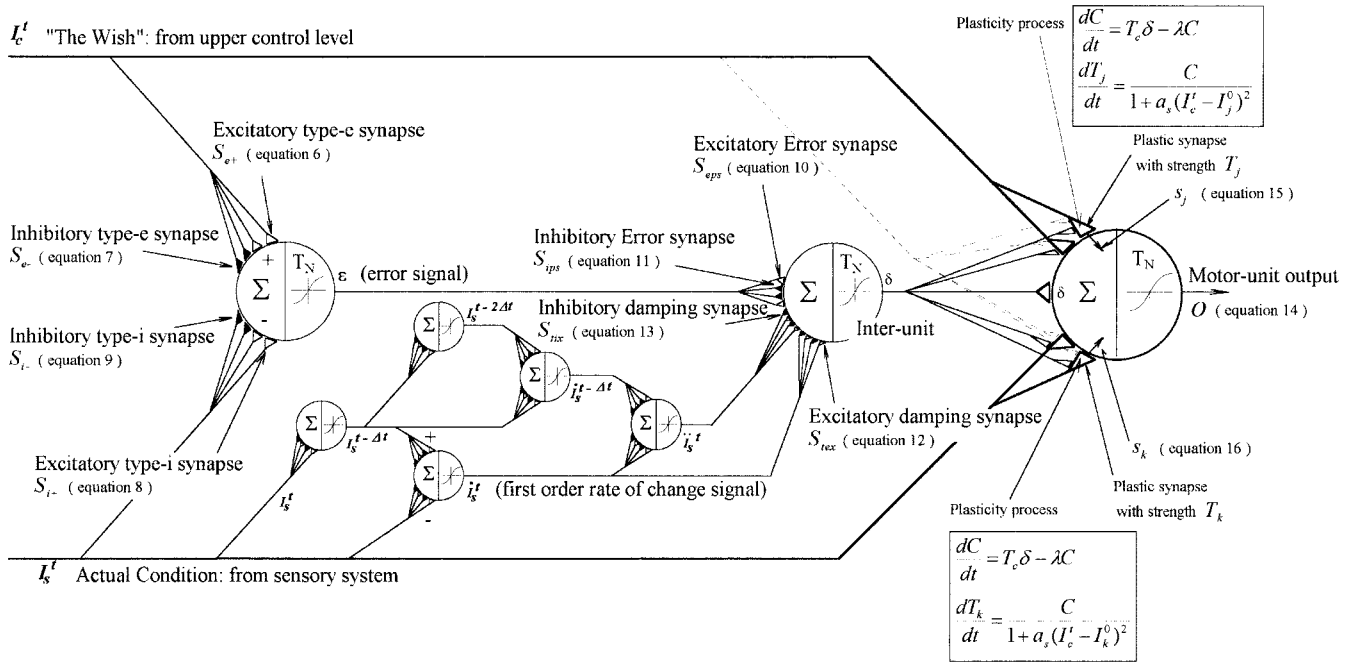 I_c^t "The Wish": from upper control level
Plasticity process
dC/dt = T_c δ − λC
dT_j/dt = C / (1 + a_s (I_c^t − I_j^0)^2)
Excitatory type-e synapse
S_e+ ( equation 6 )
Excitatory Error synapse
S_eps ( equation 10 )
Plastic synapse
with strength T_j
s_j ( equation 15 )
Inhibitory type-e synapse
S_e- ( equation 7 )
+
Σ
-
T_N
ε (error signal)
Inhibitory Error synapse
S_ips ( equation 11 )
Σ
T_N
δ
δ
Σ
T_N
Motor-unit output
O ( equation 14 )
Inhibitory type-i synapse
S_i- ( equation 9 )
Σ
I_s^t - 2Δt
Inhibitory damping synapse
S_tix ( equation 13 )
Inter-unit
Σ
İ_s^t - Δt
Σ
I_s^t - Δt
Σ
Ï_s^t
Excitatory damping synapse
S_tex ( equation 12 )
s_k ( equation 16 )
Excitatory type-i synapse
S_i+ ( equation 8 )
I_s^t
+
Σ
-
İ_s^t (first order rate of change signal)
Plasticity process
Plastic synapse
with strength T_k
I_s^t Actual Condition: from sensory system
dC/dt = T_c δ − λC
dT_k/dt = C / (1 + a_s (I_c^t − I_k^0)^2)